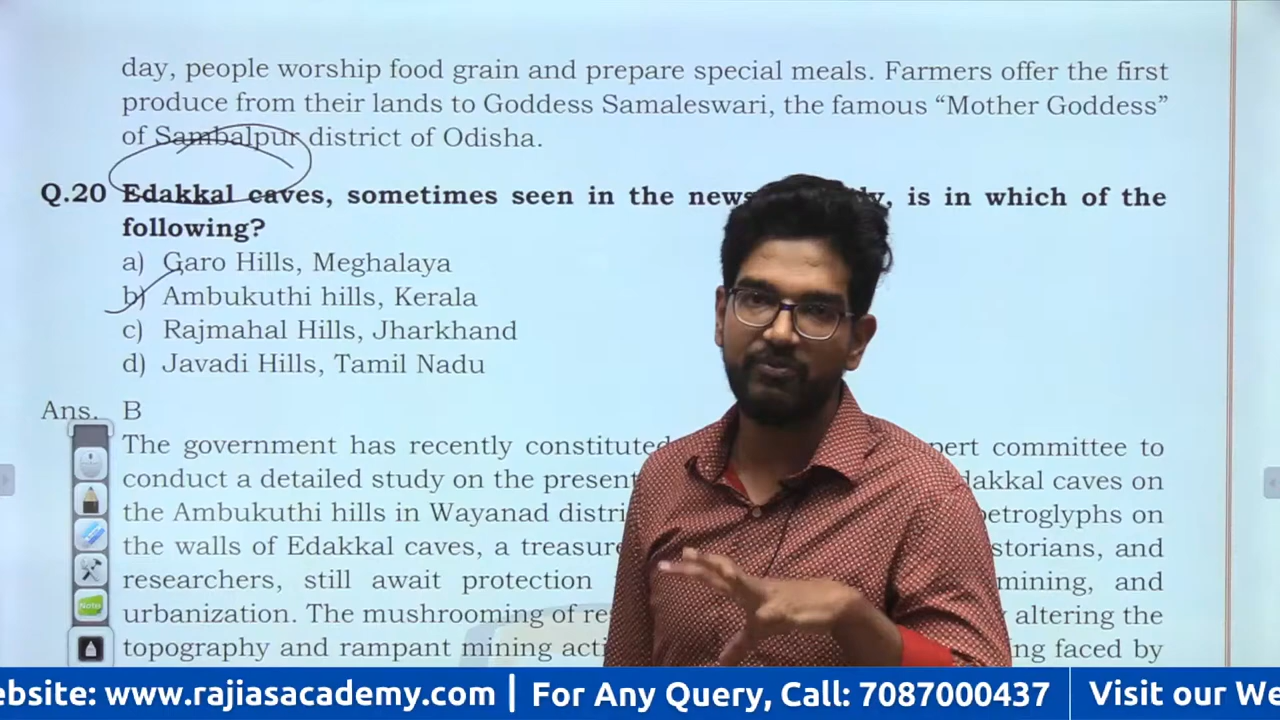 day, people worship food grain and prepare special meals. Farmers offer the first
produce from their lands to Goddess Samaleswari, the famous “Mother Goddess”
of Sambalpur district of Odisha.
Q.20 Edakkal caves, sometimes seen in the news is in which of the
following?
a) Garo Hills, Meghalaya
b) Ambukuthi hills, Kerala
c) Rajmahal Hills, Jharkhand
d) Javadi Hills, Tamil Nadu
Ans. B
The government has recently constituted committee to
conduct a detailed study on the present caves on
the Ambukuthi hills in Wayanad petroglyphs on
the walls of Edakkal caves, a and
researchers, still await protection mining, and
urbanization. The mushrooming of altering the
topography and rampant mining faced by
Notes
ebsite: www.rajiasacademy.com | For Any Query, Call: 7087000437 Visit our We